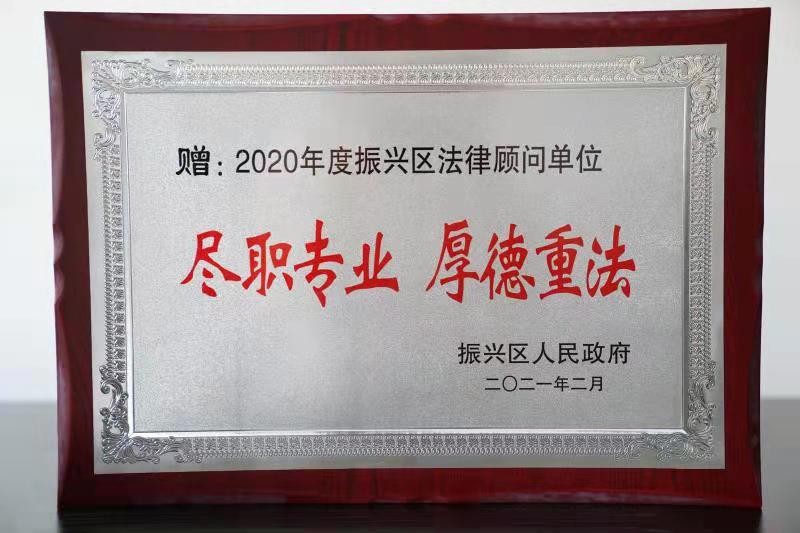 赠：2020年度振兴区法律顾问单位
尽职专业 厚德重法
振兴区人民政府
二〇二一年二月